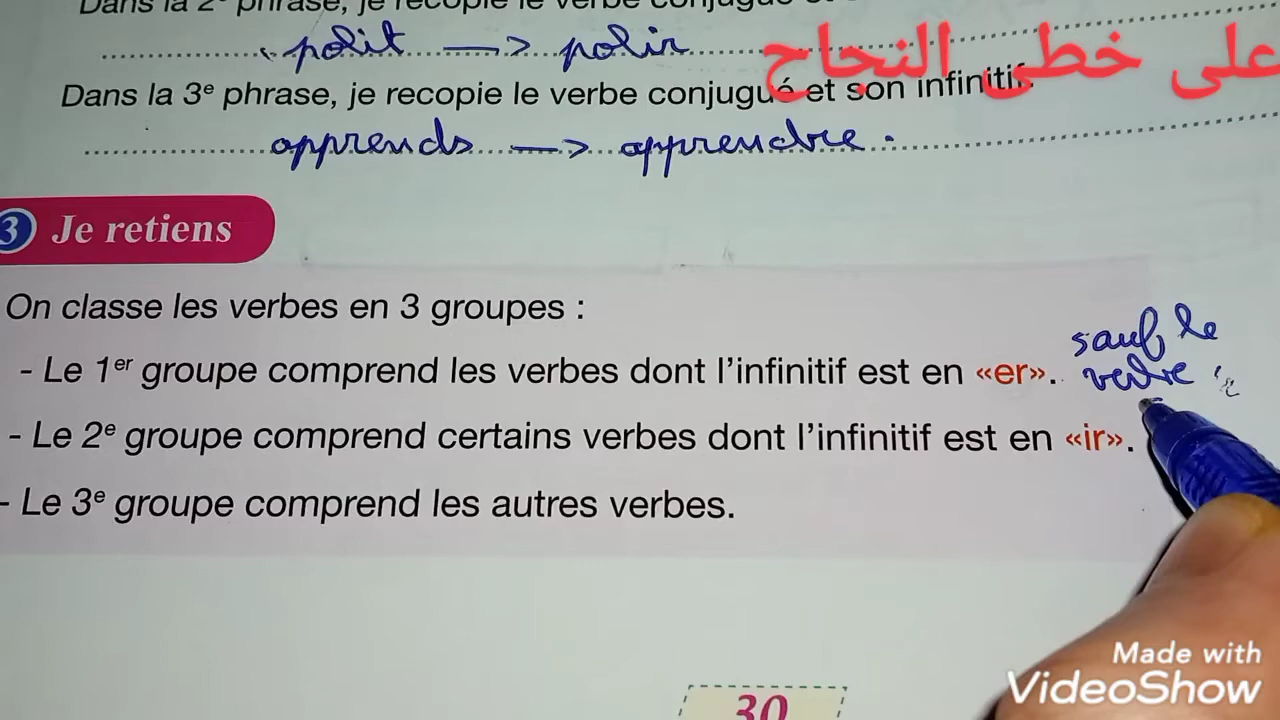 Dans la 2e phrase, je recopie le verbe conjugué et
polit —> polir
على خطى النجاح
Dans la 3e phrase, je recopie le verbe conjugué et son infinitif.
apprends —> apprendre.
3 Je retiens
On classe les verbes en 3 groupes :
sauf le
- Le 1er groupe comprend les verbes dont l'infinitif est en «er». verbe
- Le 2e groupe comprend certains verbes dont l'infinitif est en «ir».
- Le 3e groupe comprend les autres verbes.
30
Made with
VideoShow